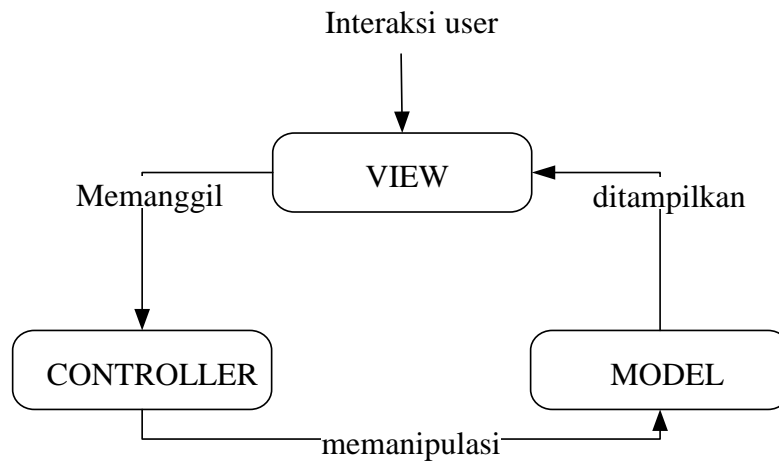 Interaksi user
VIEW
Memanggil
ditampilkan
CONTROLLER
MODEL
memanipulasi